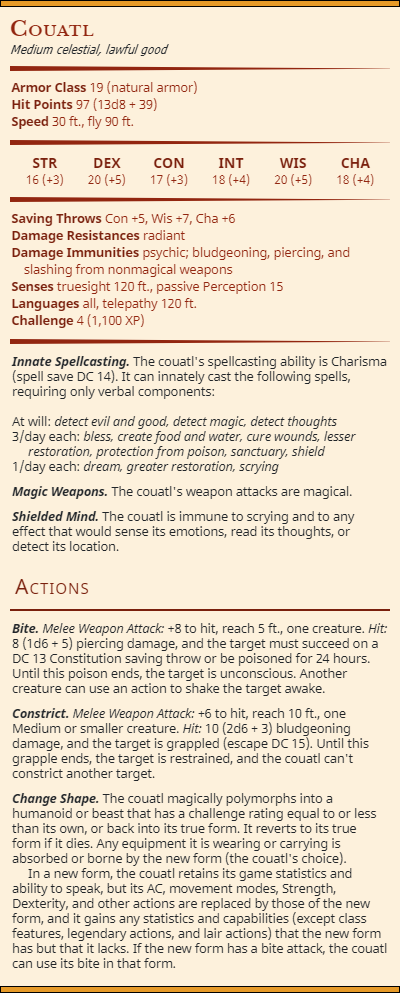 Couatl
Medium celestial, lawful good
Armor Class 19 (natural armor)
Hit Points 97 (13d8 + 39)
Speed 30 ft., fly 90 ft.
STR DEX CON INT WIS CHA
16 (+3) 20 (+5) 17 (+3) 18 (+4) 20 (+5) 18 (+4)
Saving Throws Con +5, Wis +7, Cha +6
Damage Resistances radiant
Damage Immunities psychic; bludgeoning, piercing, and
slashing from nonmagical weapons
Senses truesight 120 ft., passive Perception 15
Languages all, telepathy 120 ft.
Challenge 4 (1,100 XP)
Innate Spellcasting. The couatl's spellcasting ability is Charisma
(spell save DC 14). It can innately cast the following spells,
requiring only verbal components:
At will: detect evil and good, detect magic, detect thoughts
3/day each: bless, create food and water, cure wounds, lesser
restoration, protection from poison, sanctuary, shield
1/day each: dream, greater restoration, scrying
Magic Weapons. The couatl's weapon attacks are magical.
Shielded Mind. The couatl is immune to scrying and to any
effect that would sense its emotions, read its thoughts, or
detect its location.
Actions
Bite. Melee Weapon Attack: +8 to hit, reach 5 ft., one creature. Hit:
8 (1d6 + 5) piercing damage, and the target must succeed on a
DC 13 Constitution saving throw or be poisoned for 24 hours.
Until this poison ends, the target is unconscious. Another
creature can use an action to shake the target awake.
Constrict. Melee Weapon Attack: +6 to hit, reach 10 ft., one
Medium or smaller creature. Hit: 10 (2d6 + 3) bludgeoning
damage, and the target is grappled (escape DC 15). Until this
grapple ends, the target is restrained, and the couatl can't
constrict another target.
Change Shape. The couatl magically polymorphs into a
humanoid or beast that has a challenge rating equal to or less
than its own, or back into its true form. It reverts to its true
form if it dies. Any equipment it is wearing or carrying is
absorbed or borne by the new form (the couatl's choice).
In a new form, the couatl retains its game statistics and
ability to speak, but its AC, movement modes, Strength,
Dexterity, and other actions are replaced by those of the new
form, and it gains any statistics and capabilities (except class
features, legendary actions, and lair actions) that the new form
has but that it lacks. If the new form has a bite attack, the couatl
can use its bite in that form.